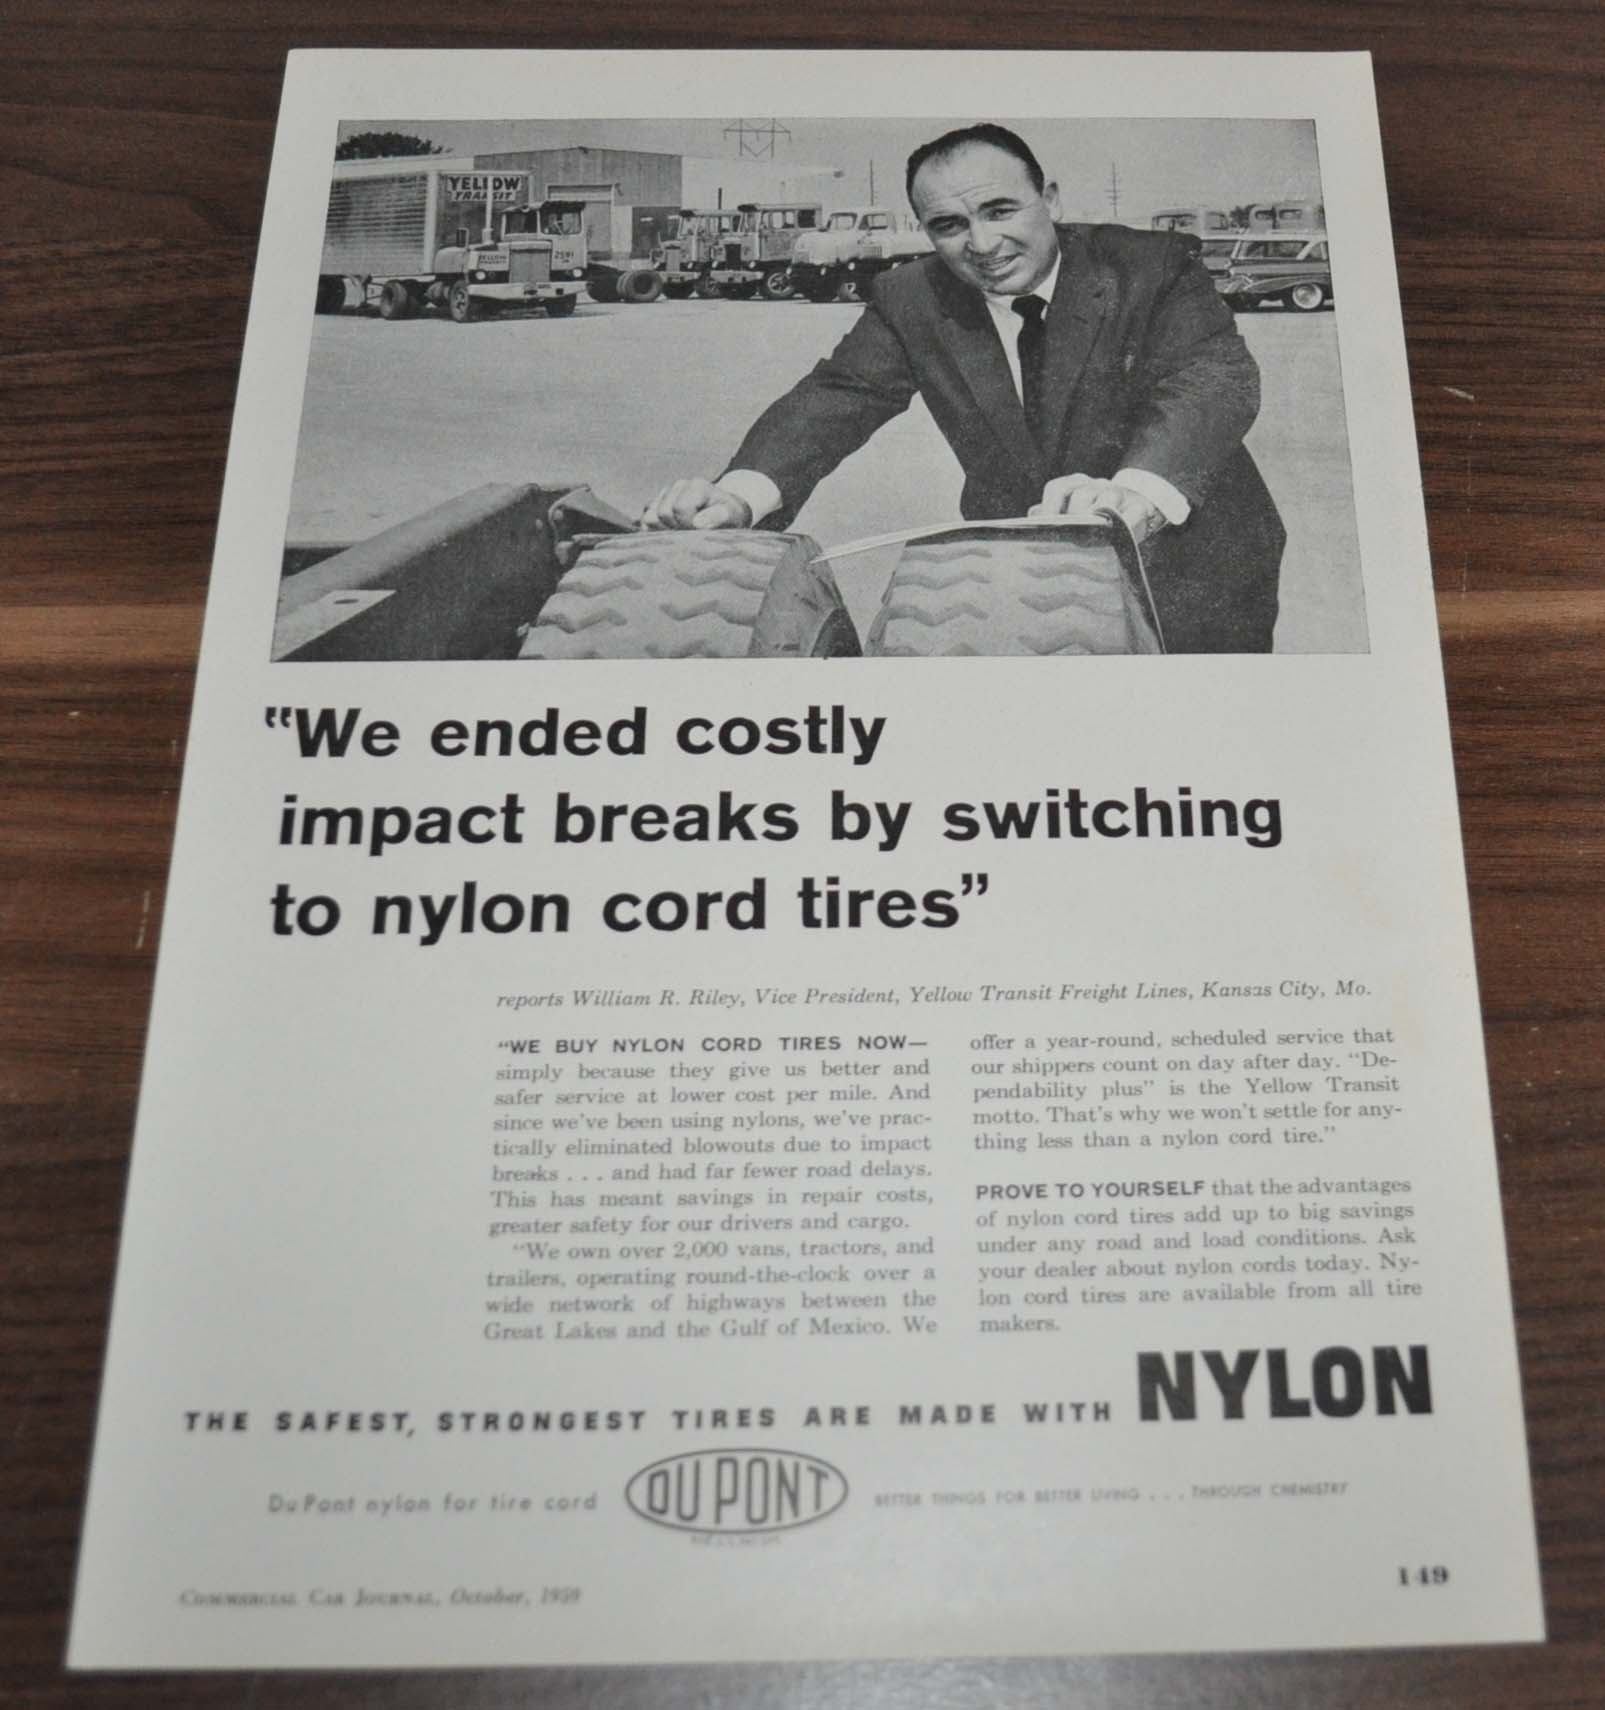 YELLOW
TRANSIT
YELLOW
TRANSIT
2591
"We ended costly
impact breaks by switching
to nylon cord tires"
reports William R. Riley, Vice President, Yellow Transit Freight Lines, Kansas City, Mo.
"WE BUY NYLON CORD TIRES NOW—
simply because they give us better and
safer service at lower cost per mile. And
since we've been using nylons, we've prac-
tically eliminated blowouts due to impact
breaks . . . and had far fewer road delays.
This has meant savings in repair costs,
greater safety for our drivers and cargo.
"We own over 2,000 vans, tractors, and
trailers, operating round-the-clock over a
wide network of highways between the
Great Lakes and the Gulf of Mexico. We
offer a year-round, scheduled service that
our shippers count on day after day. "De-
pendability plus" is the Yellow Transit
motto. That's why we won't settle for any-
thing less than a nylon cord tire."
PROVE TO YOURSELF that the advantages
of nylon cord tires add up to big savings
under any road and load conditions. Ask
your dealer about nylon cords today. Ny-
lon cord tires are available from all tire
makers.
THE SAFEST, STRONGEST TIRES ARE MADE WITH NYLON
Du Pont nylon for tire cord
DU PONT
BETTER THINGS FOR BETTER LIVING . . . THROUGH CHEMISTRY
Commercial Car Journal, October, 1959
149